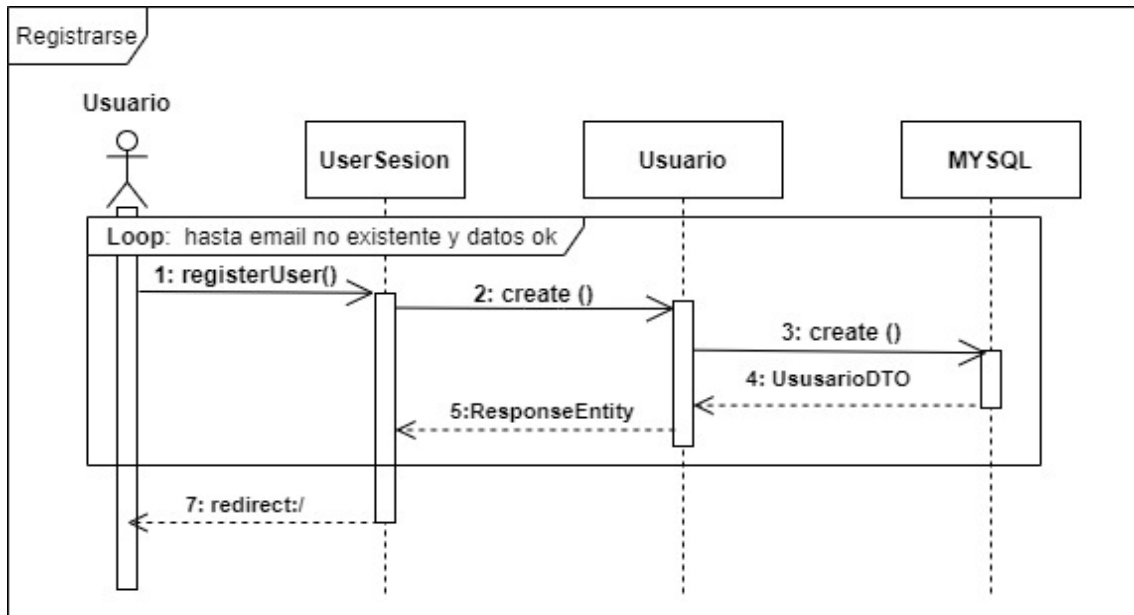 Registrarse
Usuario
UserSesion
Usuario
MYSQL
Loop: hasta email no existente y datos ok
1: registerUser()
2: create ()
3: create ()
4: UsusarioDTO
5:ResponseEntity
7: redirect:/